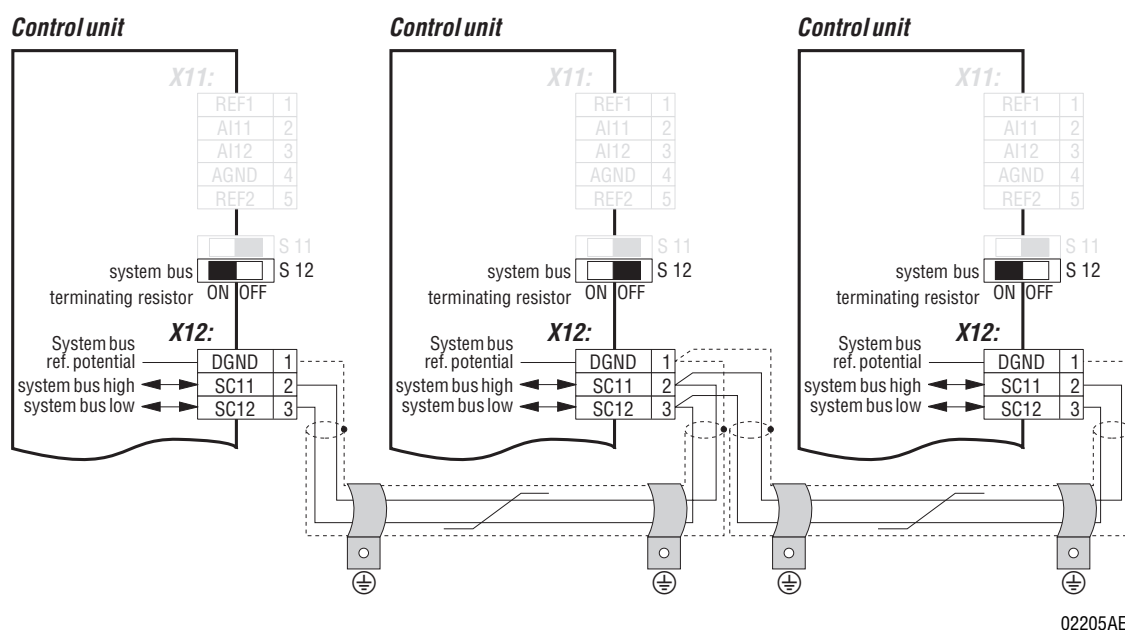 Control unit
X11:
REF1 1
AI11 2
AI12 3
AGND 4
REF2 5
S 11
system bus S 12
terminating resistor ON OFF
X12:
System bus
ref. potential DGND 1
system bus high SC11 2
system bus low SC12 3
Control unit
X11:
REF1 1
AI11 2
AI12 3
AGND 4
REF2 5
S 11
system bus S 12
terminating resistor ON OFF
X12:
System bus
ref. potential DGND 1
system bus high SC11 2
system bus low SC12 3
Control unit
X11:
REF1 1
AI11 2
AI12 3
AGND 4
REF2 5
S 11
system bus S 12
terminating resistor ON OFF
X12:
System bus
ref. potential DGND 1
system bus high SC11 2
system bus low SC12 3